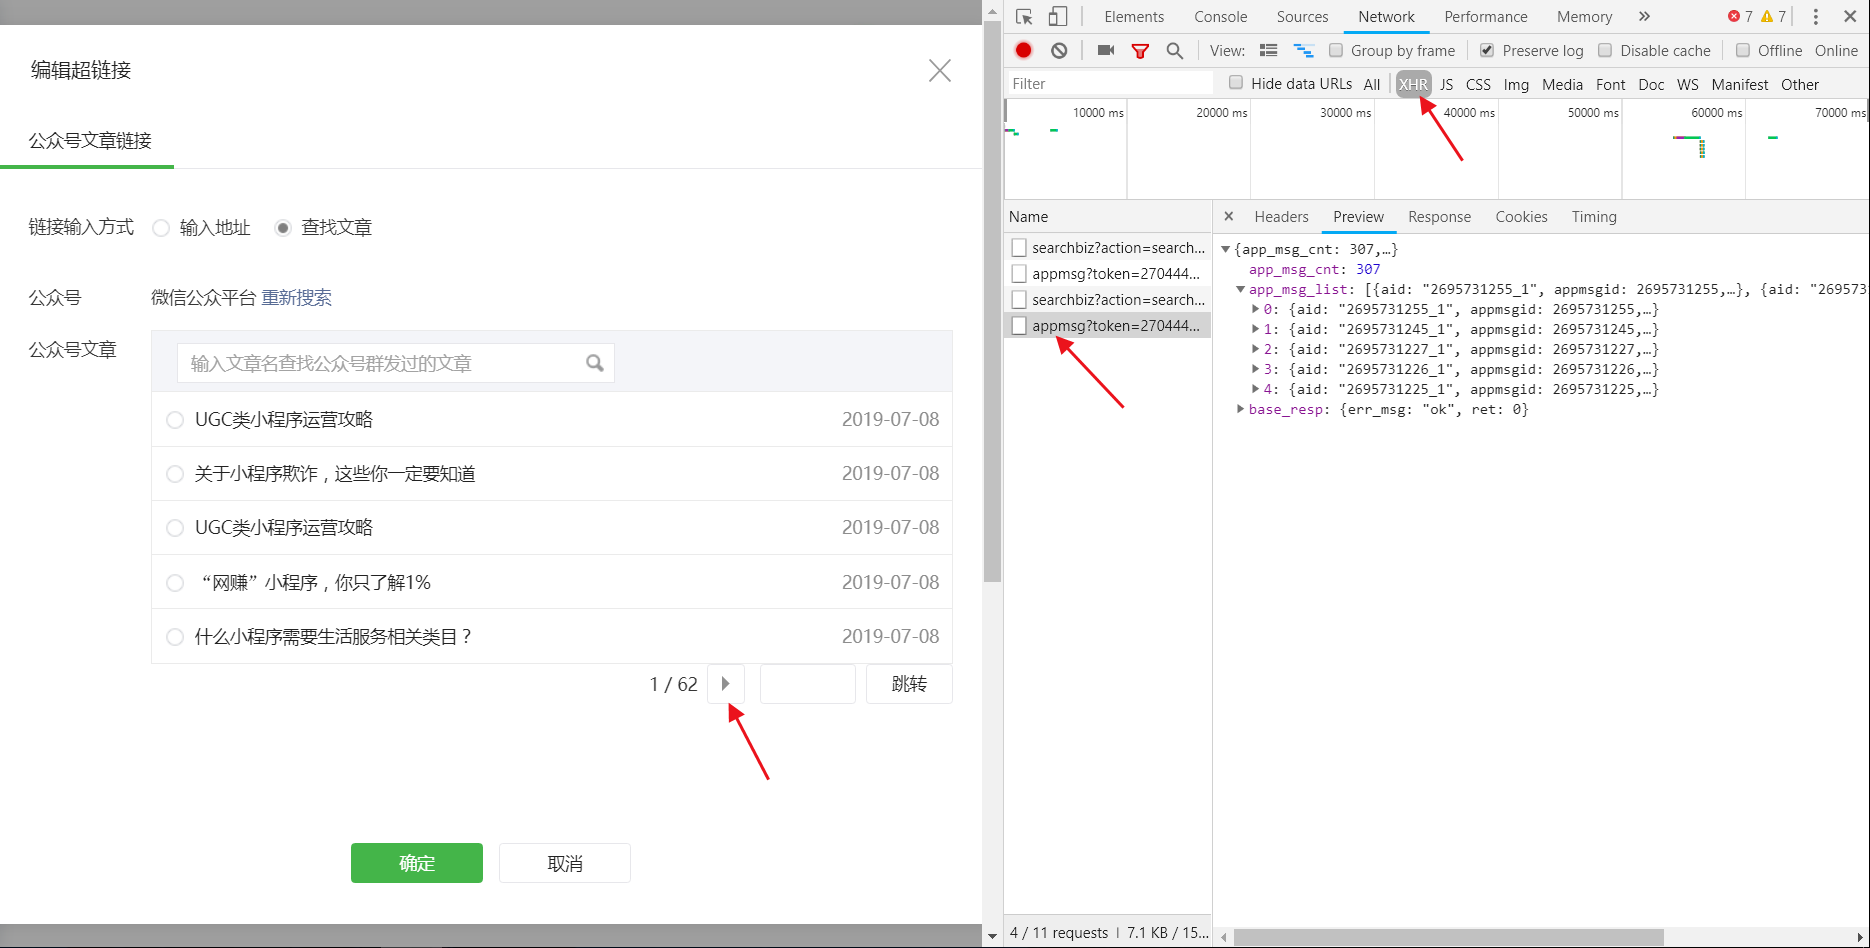 编辑超链接
公众号文章链接
链接输入方式 输入地址 查找文章
公众号 微信公众平台 重新搜索
公众号文章
输入文章名查找公众号群发过的文章
UGC类小程序运营攻略 2019-07-08
关于小程序欺诈，这些你一定要知道 2019-07-08
UGC类小程序运营攻略 2019-07-08
“网赚”小程序，你只了解1% 2019-07-08
什么小程序需要生活服务相关类目？ 2019-07-08
1 / 62 跳转
确定 取消
Elements Console Sources Network Performance Memory » 7 7
View: Group by frame Preserve log Disable cache Offline Online
Filter Hide data URLs All XHR JS CSS Img Media Font Doc WS Manifest Other
10000 ms 20000 ms 30000 ms 40000 ms 50000 ms 60000 ms 70000 ms
Name
searchbiz?action=search...
appmsg?token=270444...
searchbiz?action=search...
appmsg?token=270444...
4 / 11 requests | 7.1 KB / 15...
× Headers Preview Response Cookies Timing
{app_msg_cnt: 307,…}
app_msg_cnt: 307
app_msg_list: [{aid: "2695731255_1", appmsgid: 2695731255,…}, {aid: "269573
0: {aid: "2695731255_1", appmsgid: 2695731255,…}
1: {aid: "2695731245_1", appmsgid: 2695731245,…}
2: {aid: "2695731227_1", appmsgid: 2695731227,…}
3: {aid: "2695731226_1", appmsgid: 2695731226,…}
4: {aid: "2695731225_1", appmsgid: 2695731225,…}
base_resp: {err_msg: "ok", ret: 0}